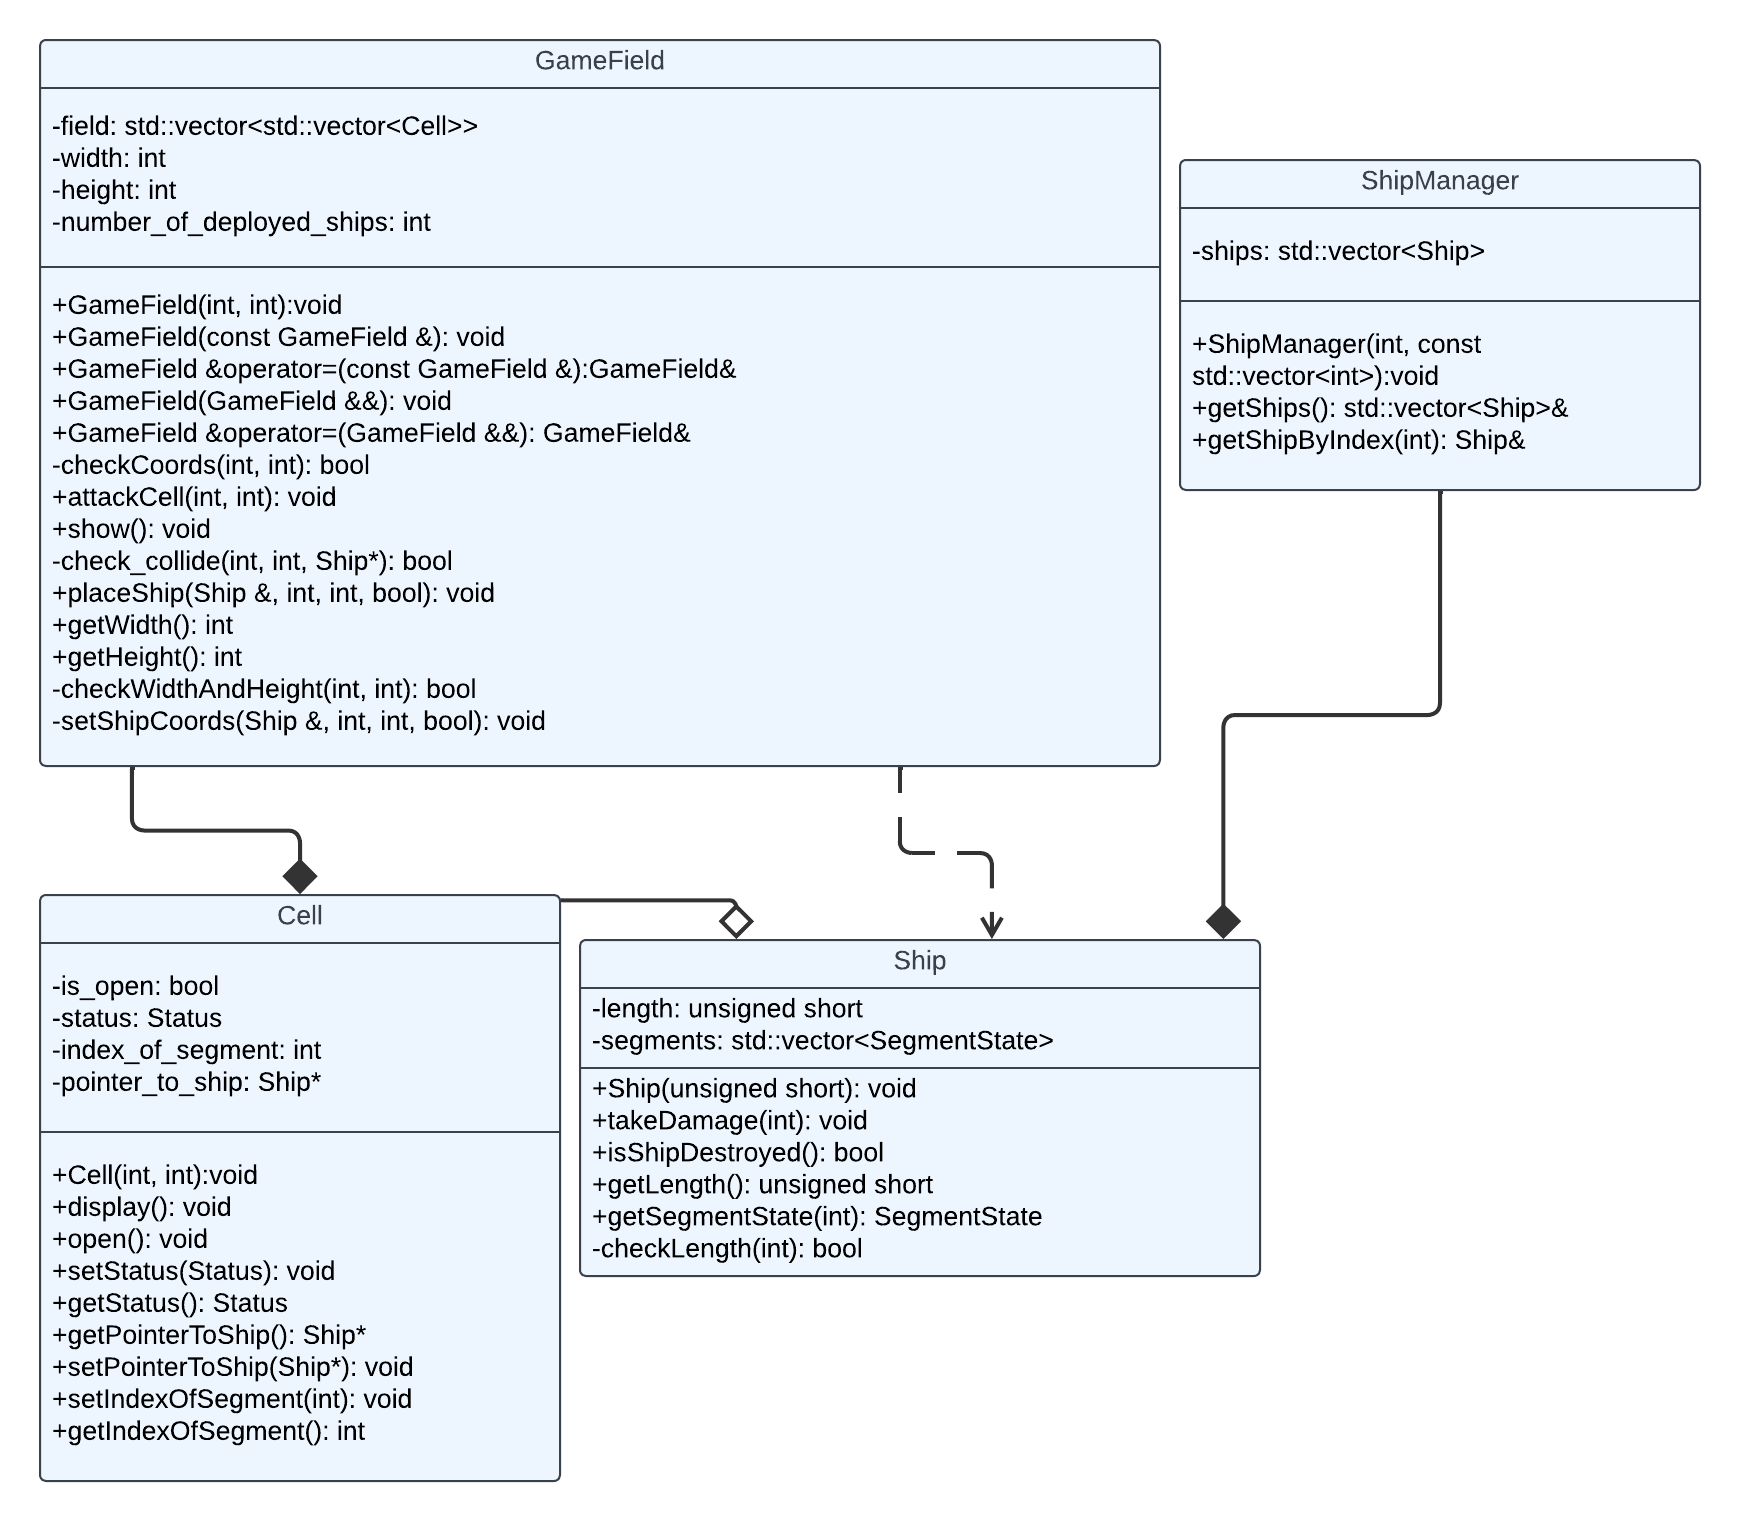 GameField
-field: std::vector<std::vector<Cell>>
-width: int
-height: int
-number_of_deployed_ships: int
+GameField(int, int):void
+GameField(const GameField &): void
+GameField &operator=(const GameField &):GameField&
+GameField(GameField &&): void
+GameField &operator=(GameField &&): GameField&
-checkCoords(int, int): bool
+attackCell(int, int): void
+show(): void
-check_collide(int, int, Ship*): bool
+placeShip(Ship &, int, int, bool): void
+getWidth(): int
+getHeight(): int
-checkWidthAndHeight(int, int): bool
-setShipCoords(Ship &, int, int, bool): void
ShipManager
-ships: std::vector<Ship>
+ShipManager(int, const
std::vector<int>):void
+getShips(): std::vector<Ship>&
+getShipByIndex(int): Ship&
Cell
-is_open: bool
-status: Status
-index_of_segment: int
-pointer_to_ship: Ship*
+Cell(int, int):void
+display(): void
+open(): void
+setStatus(Status): void
+getStatus(): Status
+getPointerToShip(): Ship*
+setPointerToShip(Ship*): void
+setIndexOfSegment(int): void
+getIndexOfSegment(): int
Ship
-length: unsigned short
-segments: std::vector<SegmentState>
+Ship(unsigned short): void
+takeDamage(int): void
+isShipDestroyed(): bool
+getLength(): unsigned short
+getSegmentState(int): SegmentState
-checkLength(int): bool